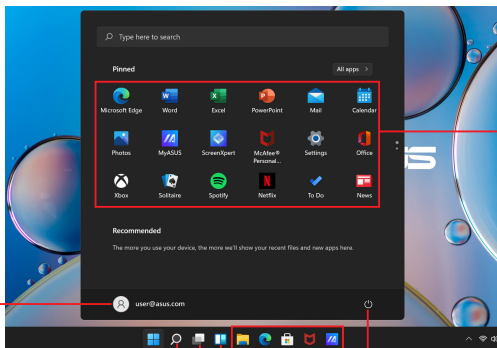 Type here to search
Pinned
All apps >
Microsoft Edge
Word
Excel
PowerPoint
Mail
Calendar
Photos
MyASUS
ScreenXpert
McAfee®
Personal...
Settings
Office
Xbox
Solitaire
Spotify
Netflix
To Do
News
Recommended
The more you use your device, the more we'll show your recent files and new apps here.
user@asus.com